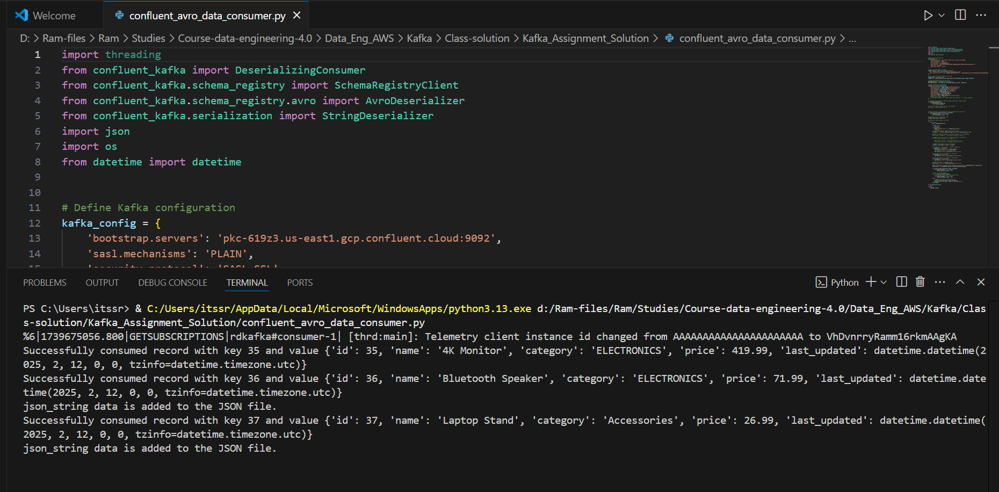 Welcome
confluent_avro_data_consumer.py
D: > Ram-files > Ram > Studies > Course-data-engineering-4.0 > Data_Eng_AWS > Kafka > Class-solution > Kafka_Assignment_Solution > confluent_avro_data_consumer.py > ...
1 import threading
2 from confluent_kafka import DeserializingConsumer
3 from confluent_kafka.schema_registry import SchemaRegistryClient
4 from confluent_kafka.schema_registry.avro import AvroDeserializer
5 from confluent_kafka.serialization import StringDeserializer
6 import json
7 import os
8 from datetime import datetime
9
10
11 # Define Kafka configuration
12 kafka_config = {
13 'bootstrap.servers': 'pkc-619z3.us-east1.gcp.confluent.cloud:9092',
14 'sasl.mechanisms': 'PLAIN',
15 'security.protocol': 'SASL_SSL'
PROBLEMS OUTPUT DEBUG CONSOLE TERMINAL PORTS
Python
PS C:\Users\itssr> & C:/Users/itssr/AppData/Local/Microsoft/WindowsApps/python3.13.exe d:/Ram-files/Ram/Studies/Course-data-engineering-4.0/Data_Eng_AWS/Kafka/Clas
s-solution/Kafka_Assignment_Solution/confluent_avro_data_consumer.py
%6|1739675056.800|GETSUBSCRIPTIONS|rdkafka#consumer-1| [thrd:main]: Telemetry client instance id changed from AAAAAAAAAAAAAAAAAAAAAA to VhDvnrryRamm16rkmAAgKA
Successfully consumed record with key 35 and value {'id': 35, 'name': '4K Monitor', 'category': 'ELECTRONICS', 'price': 419.99, 'last_updated': datetime.datetime(2
025, 2, 12, 0, 0, tzinfo=datetime.timezone.utc)}
Successfully consumed record with key 36 and value {'id': 36, 'name': 'Bluetooth Speaker', 'category': 'ELECTRONICS', 'price': 71.99, 'last_updated': datetime.date
time(2025, 2, 12, 0, 0, tzinfo=datetime.timezone.utc)}
json_string data is added to the JSON file.
Successfully consumed record with key 37 and value {'id': 37, 'name': 'Laptop Stand', 'category': 'Accessories', 'price': 26.99, 'last_updated': datetime.datetime(
2025, 2, 12, 0, 0, tzinfo=datetime.timezone.utc)}
json_string data is added to the JSON file.